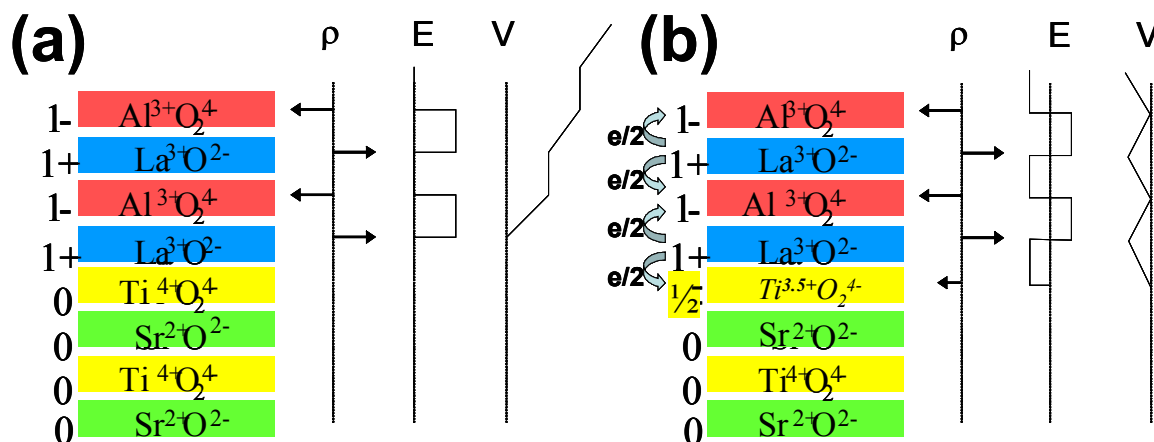 (a) ρ E V
1- Al³⁺O₂⁴⁻
1+ La³⁺O²⁻
1- Al³⁺O₂⁴⁻
1+ La³⁺O²⁻
0 Ti⁴⁺O₂⁴⁻
0 Sr²⁺O²⁻
0 Ti⁴⁺O₂⁴⁻
0 Sr²⁺O²⁻
(b) ρ E V
1- Al³⁺O₂⁴⁻
e/2
1+ La³⁺O²⁻
e/2
1- Al³⁺O₂⁴⁻
e/2
1+ La³⁺O²⁻
e/2
½- Ti³·⁵⁺O₂⁴⁻
0 Sr²⁺O²⁻
0 Ti⁴⁺O₂⁴⁻
0 Sr²⁺O²⁻